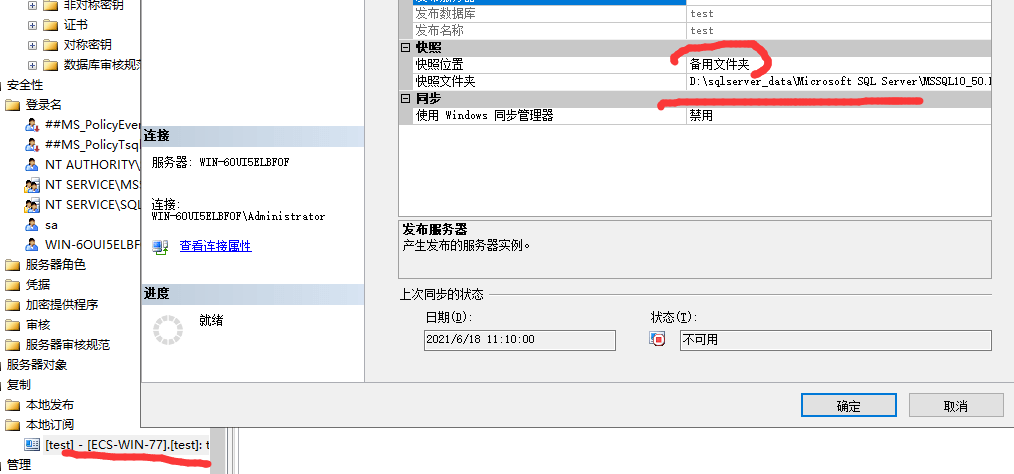 非对称密钥
证书
对称密钥
数据库审核规范
安全性
登录名
##MS_PolicyEver
##MS_PolicyTsq
NT AUTHORITY\
NT SERVICE\MS
NT SERVICE\SQL
sa
WIN-6OUI5ELBF
服务器角色
凭据
加密提供程序
审核
服务器审核规范
服务器对象
复制
本地发布
本地订阅
[test] - [ECS-WIN-77].[test]: t
管理
连接
服务器: WIN-6OUI5ELBFOF
连接:
WIN-6OUI5ELBFOF\Administrator
查看连接属性
进度
就绪
发布数据库 test
发布名称 test
快照
快照位置 备用文件夹
快照文件夹 D:\sqlserver_data\Microsoft SQL Server\MSSQL10_50.
同步
使用 Windows 同步管理器 禁用
发布服务器
产生发布的服务器实例。
上次同步的状态
日期(D):
2021/6/18 11:10:00
状态(T):
不可用
确定
取消